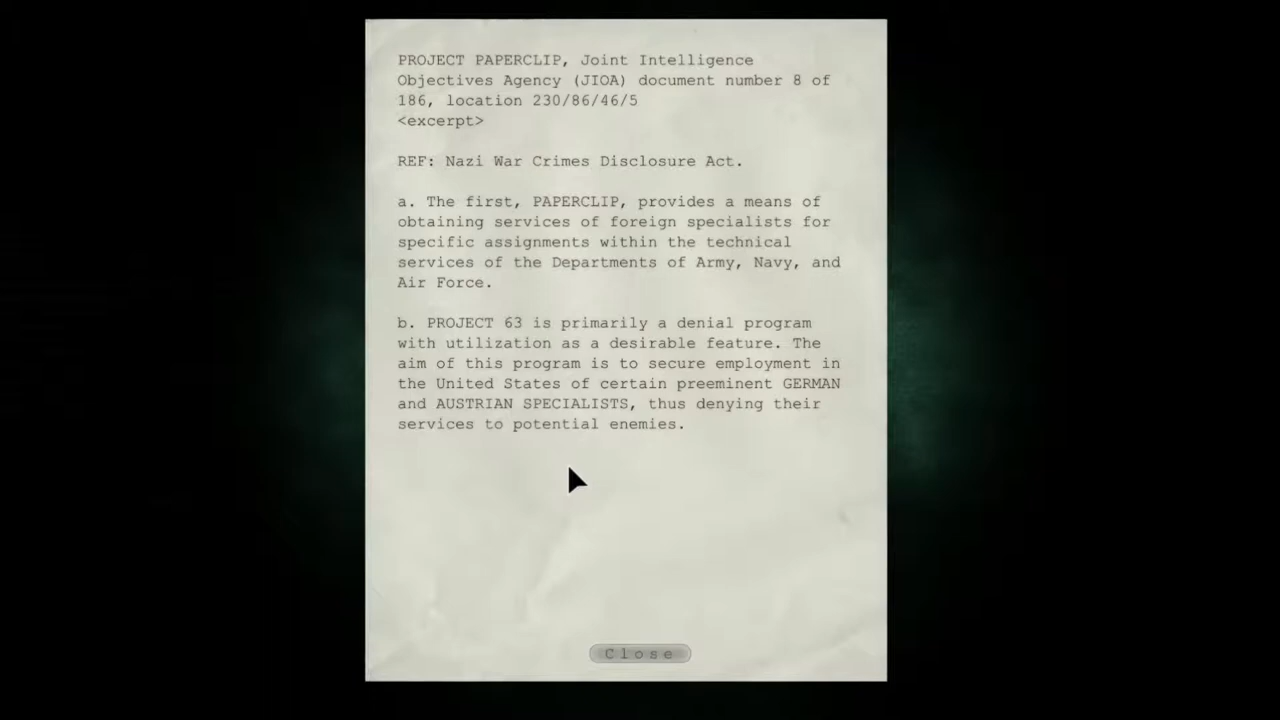 PROJECT PAPERCLIP, Joint Intelligence
Objectives Agency (JIOA) document number 8 of
186, location 230/86/46/5
<excerpt>
REF: Nazi War Crimes Disclosure Act.
a. The first, PAPERCLIP, provides a means of
obtaining services of foreign specialists for
specific assignments within the technical
services of the Departments of Army, Navy, and
Air Force.
b. PROJECT 63 is primarily a denial program
with utilization as a desirable feature. The
aim of this program is to secure employment in
the United States of certain preeminent GERMAN
and AUSTRIAN SPECIALISTS, thus denying their
services to potential enemies.
Close